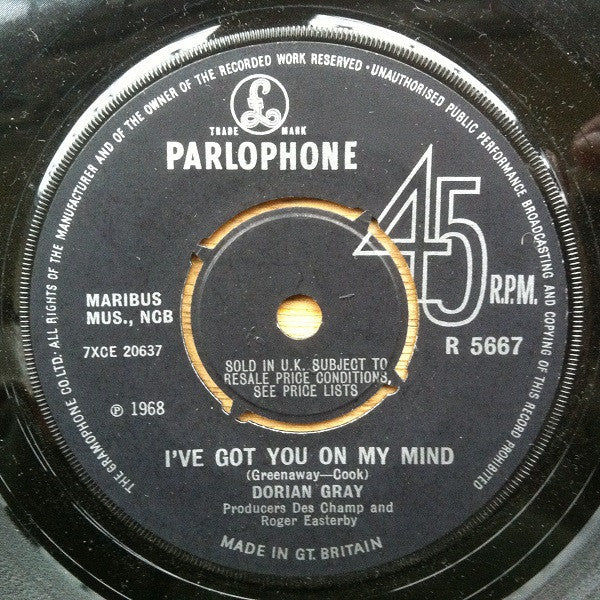 THE GRAMOPHONE CO.LTD. · ALL RIGHTS OF THE MANUFACTURER AND OF THE OWNER OF THE RECORDED WORK RESERVED · UNAUTHORISED PUBLIC PERFORMANCE BROADCASTING AND COPYING OF THIS RECORD PROHIBITED
£
TRADE MARK
PARLOPHONE
45
R.P.M.
MARIBUS
MUS., NCB
R 5667
7XCE 20637
SOLD IN U.K. SUBJECT TO
RESALE PRICE CONDITIONS,
SEE PRICE LISTS
℗ 1968
I'VE GOT YOU ON MY MIND
(Greenaway—Cook)
DORIAN GRAY
Producers Des Champ and
Roger Easterby
MADE IN GT. BRITAIN